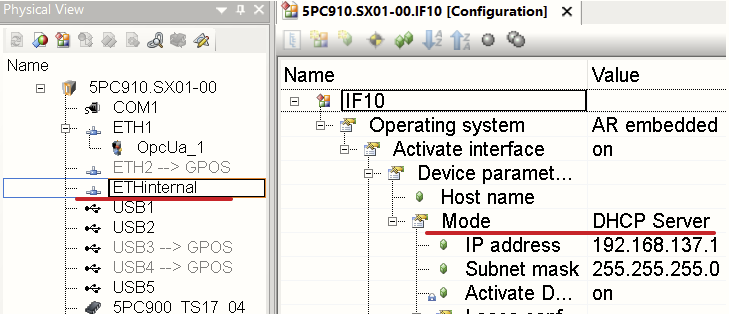 Physical View
Name
5PC910.SX01-00
COM1
ETH1
OpcUa_1
ETH2 --> GPOS
ETHinternal
USB1
USB2
USB3 --> GPOS
USB4 --> GPOS
USB5
5PC900_TS17_04
5PC910.SX01-00.IF10 [Configuration]
Name Value
IF10
Operating system AR embedded
Activate interface on
Device paramet...
Host name
Mode DHCP Server
IP address 192.168.137.1
Subnet mask 255.255.255.0
Activate D... on